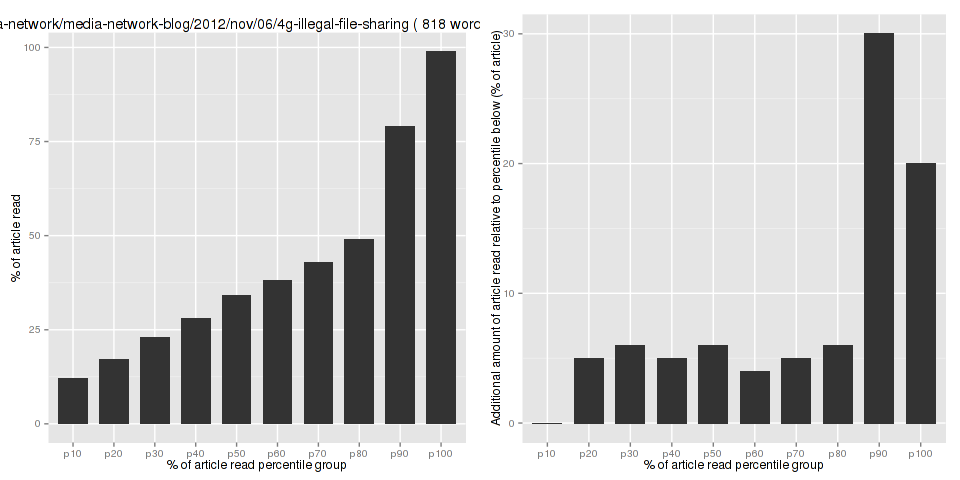 -network/media-network-blog/2012/nov/06/4g-illegal-file-sharing ( 818 word
% of article read
100
75
50
25
0
p10 p20 p30 p40 p50 p60 p70 p80 p90 p100
% of article read percentile group
Additional amount of article read relative to percentile below (% of article)
30
20
10
0
p10 p20 p30 p40 p50 p60 p70 p80 p90 p100
% of article read percentile group